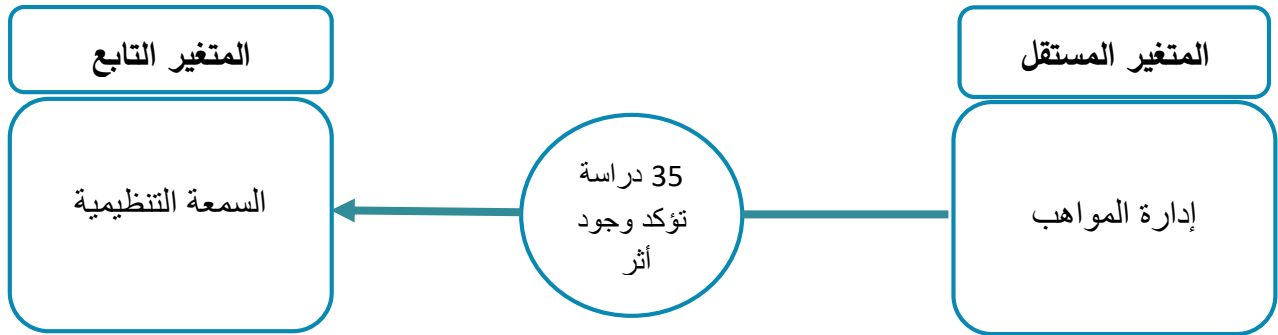 المتغير المستقل
إدارة المواهب
35 دراسة
تؤكد وجود
أثر
المتغير التابع
السمعة التنظيمية